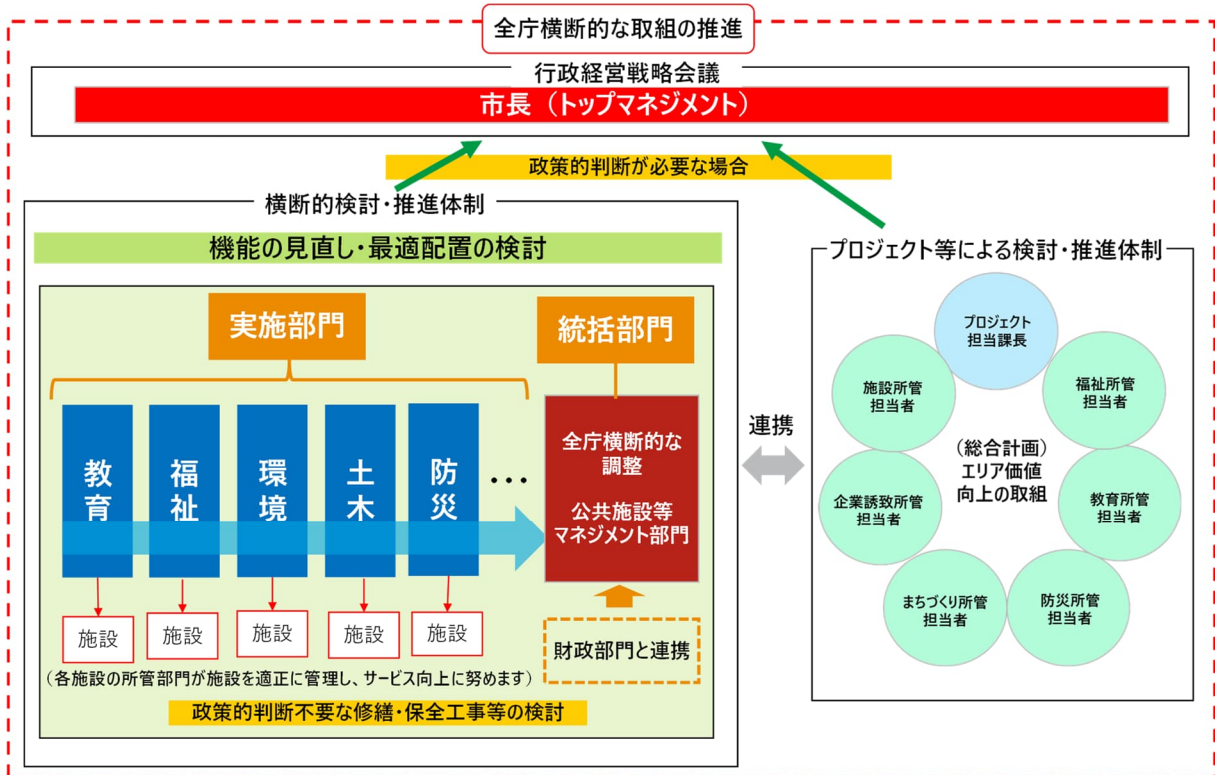 全庁横断的な取組の推進
行政経営戦略会議
市長（トップマネジメント）
政策的判断が必要な場合
横断的検討・推進体制
機能の見直し・最適配置の検討
実施部門
統括部門
教育
福祉
環境
土木
防災
…
全庁横断的な
調整
公共施設等
マネジメント部門
施設
施設
施設
施設
施設
財政部門と連携
（各施設の所管部門が施設を適正に管理し、サービス向上に努めます）
政策的判断不要な修繕・保全工事等の検討
連携
プロジェクト等による検討・推進体制
プロジェクト
担当課長
施設所管
担当者
福祉所管
担当者
（総合計画）
エリア価値
向上の取組
企業誘致所管
担当者
教育所管
担当者
まちづくり所管
担当者
防災所管
担当者